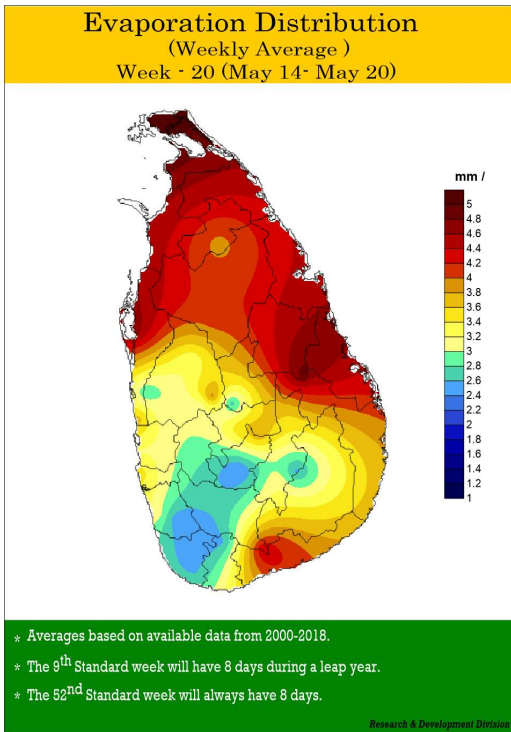 Evaporation Distribution
(Weekly Average )
Week - 20 (May 14- May 20)
mm /
5
4.8
4.6
4.4
4.2
4
3.8
3.6
3.4
3.2
3
2.8
2.6
2.4
2.2
2
1.8
1.6
1.4
1.2
1
* Averages based on available data from 2000-2018.
* The 9th Standard week will have 8 days during a leap year.
* The 52nd Standard week will always have 8 days.
Research & Development Division